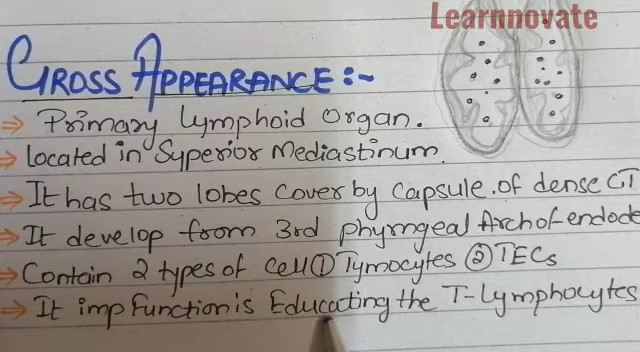 Learnnovate
GROSS APPEARANCE:~
⇒ Primary lymphoid organ.
⇒ located in Syperior Mediastinum.
⇒ It has two lobes cover by capsule.of dense CT
⇒ It develop from 3rd phyrngeal Arch of endode
⇒ Contain 2 types of cell ① Tymocytes ② TECs
⇒ It imp Function is Educating the T-lymphocytes